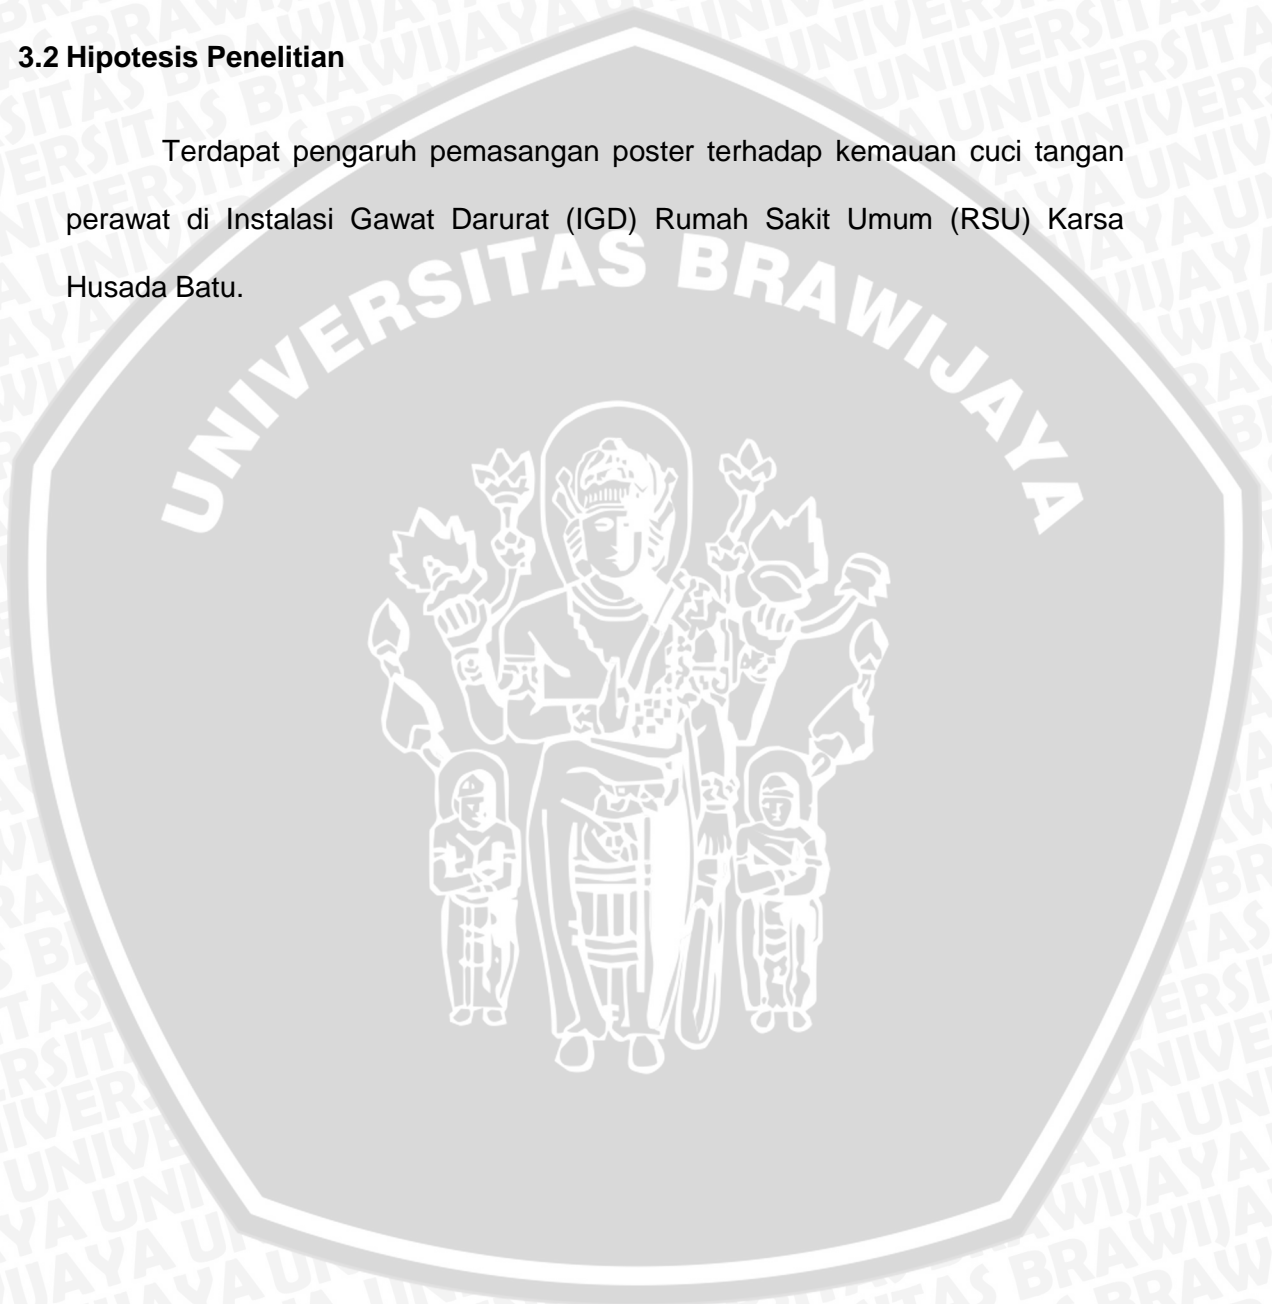 3.2 Hipotesis Penelitian
Terdapat pengaruh pemasangan poster terhadap kemauan cuci tangan
perawat di Instalasi Gawat Darurat (IGD) Rumah Sakit Umum (RSU) Karsa
Husada Batu.
UNIVERSITAS BRAWIJAYA